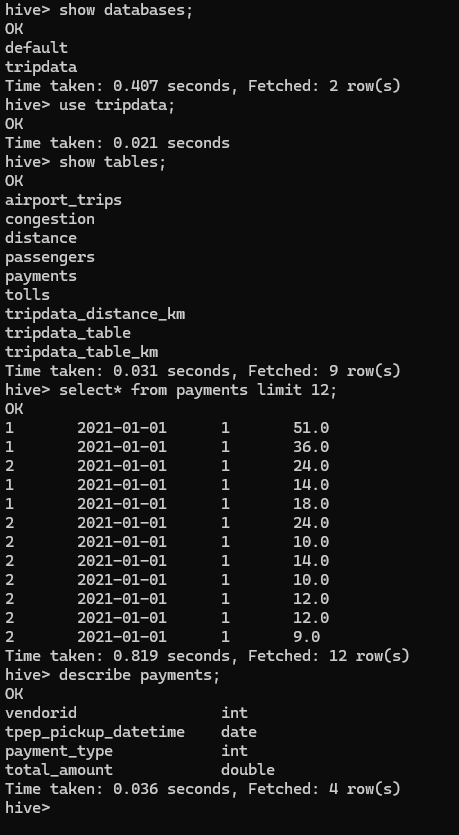 hive> show databases;
OK
default
tripdata
Time taken: 0.407 seconds, Fetched: 2 row(s)
hive> use tripdata;
OK
Time taken: 0.021 seconds
hive> show tables;
OK
airport_trips
congestion
distance
passengers
payments
tolls
tripdata_distance_km
tripdata_table
tripdata_table_km
Time taken: 0.031 seconds, Fetched: 9 row(s)
hive> select* from payments limit 12;
OK
1       2021-01-01      1       51.0
1       2021-01-01      1       36.0
2       2021-01-01      1       24.0
1       2021-01-01      1       14.0
1       2021-01-01      1       18.0
2       2021-01-01      1       24.0
2       2021-01-01      1       10.0
2       2021-01-01      1       14.0
2       2021-01-01      1       10.0
2       2021-01-01      1       12.0
2       2021-01-01      1       12.0
2       2021-01-01      1       9.0
Time taken: 0.819 seconds, Fetched: 12 row(s)
hive> describe payments;
OK
vendorid                int
tpep_pickup_datetime    date
payment_type            int
total_amount            double
Time taken: 0.036 seconds, Fetched: 4 row(s)
hive>